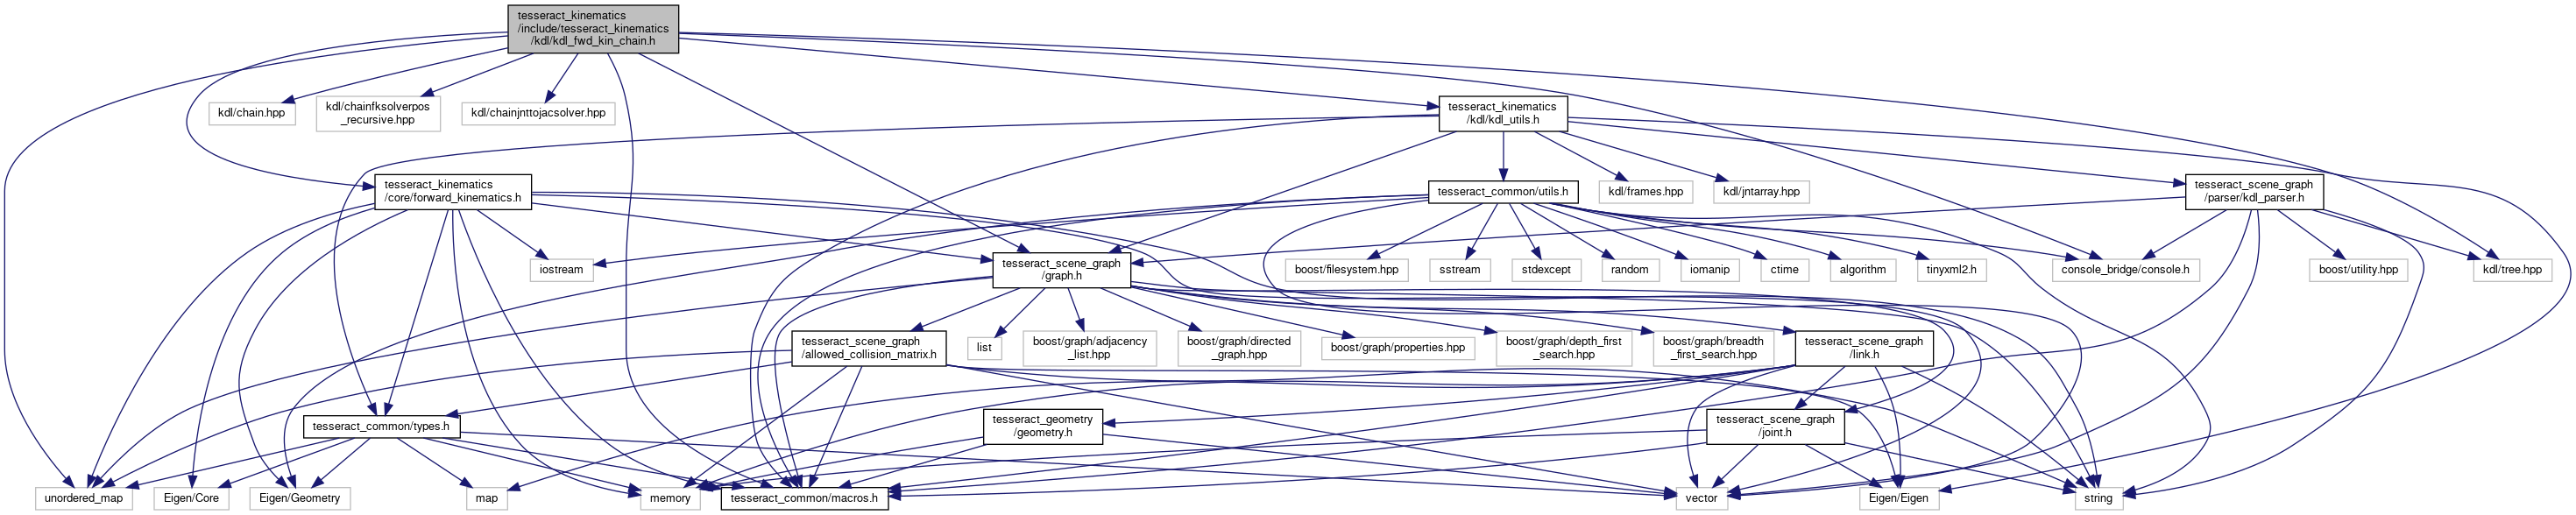 tesseract_kinematics
/include/tesseract_kinematics
/kdl/kdl_fwd_kin_chain.h
kdl/chain.hpp
kdl/chainfksolverpos
_recursive.hpp
kdl/chainjnttojacsolver.hpp
tesseract_kinematics
/kdl/kdl_utils.h
tesseract_kinematics
/core/forward_kinematics.h
tesseract_common/utils.h
kdl/frames.hpp
kdl/jntarray.hpp
tesseract_scene_graph
/parser/kdl_parser.h
iostream
tesseract_scene_graph
/graph.h
boost/filesystem.hpp
sstream
stdexcept
random
iomanip
ctime
algorithm
tinyxml2.h
console_bridge/console.h
boost/utility.hpp
kdl/tree.hpp
tesseract_scene_graph
/allowed_collision_matrix.h
list
boost/graph/adjacency
_list.hpp
boost/graph/directed
_graph.hpp
boost/graph/properties.hpp
boost/graph/depth_first
_search.hpp
boost/graph/breadth
_first_search.hpp
tesseract_scene_graph
/link.h
tesseract_common/types.h
tesseract_geometry
/geometry.h
tesseract_scene_graph
/joint.h
unordered_map
Eigen/Core
Eigen/Geometry
map
memory
tesseract_common/macros.h
vector
Eigen/Eigen
string